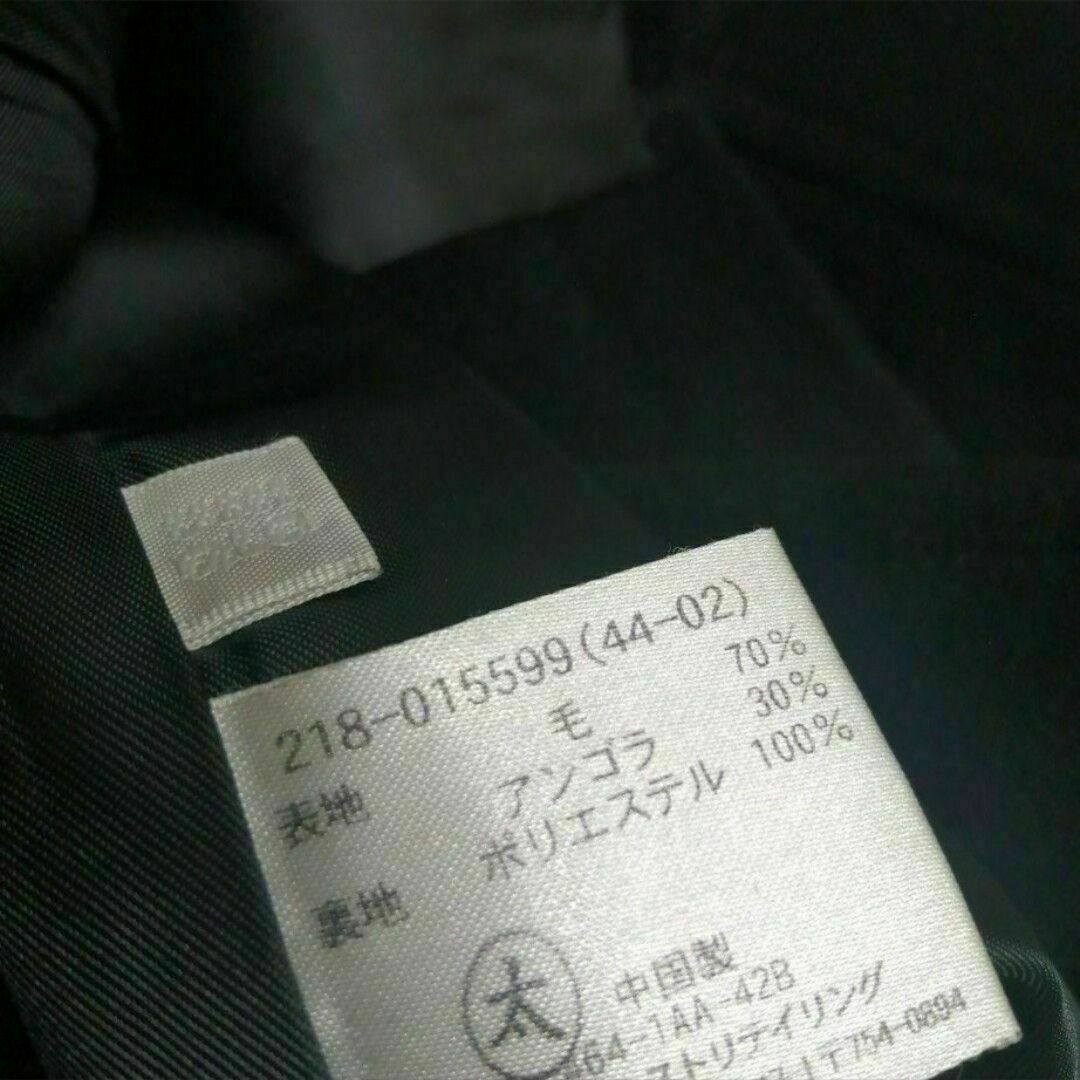 218-015599(44-02)
表地 毛 70%
アンゴラ 30%
裏地 ポリエステル 100%
太
中国製
64-1AA-42B
ストリテイリング
〒754-0894